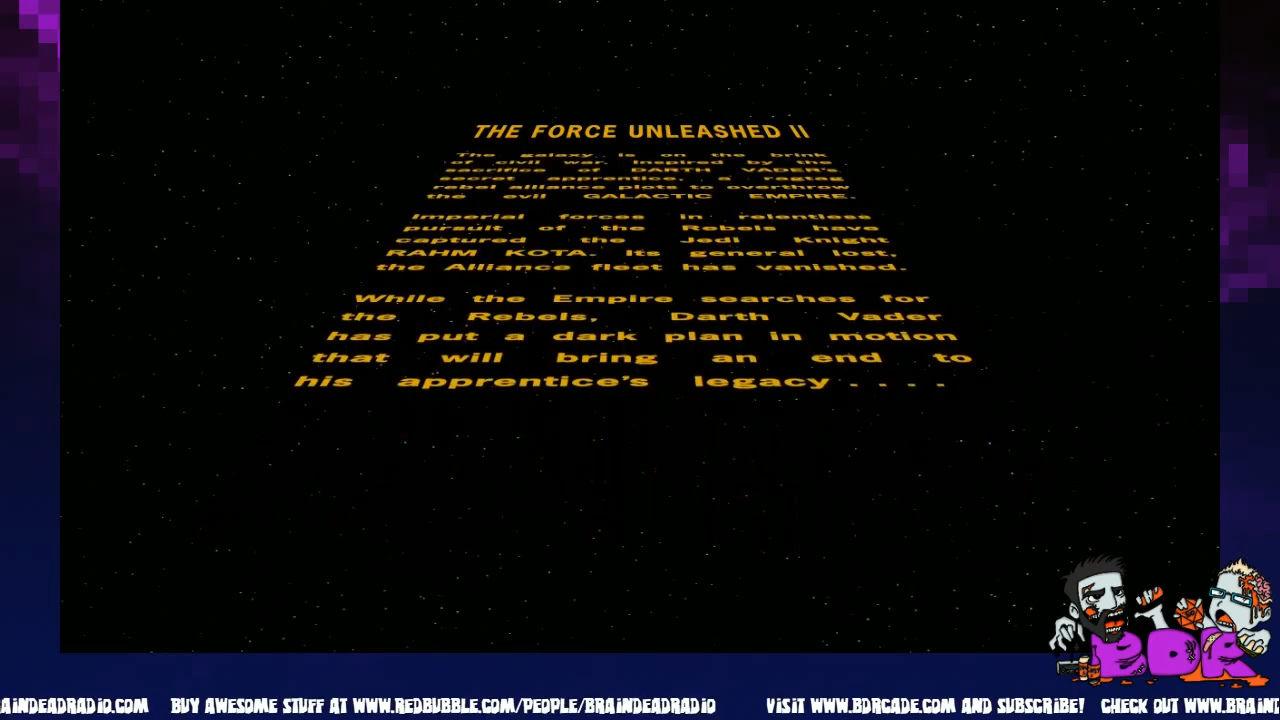 THE FORCE UNLEASHED II
The galaxy is on the brink
of civil war. Inspired by the
sacrifice of DARTH VADER's
secret apprentice, a ragtag
rebel alliance plots to overthrow
the evil GALACTIC EMPIRE.
Imperial forces in relentless
pursuit of the Rebels have
captured the Jedi Knight
RAHM KOTA. Its general lost,
the Alliance fleet has vanished.
While the Empire searches for
the Rebels, Darth Vader
has put a dark plan in motion
that will bring an end to
his apprentice's legacy . . . .
BDR
AINDEADRADIO.COM BUY AWESOME STUFF AT WWW.REDBUBBLE.COM/PEOPLE/BRAINDEADRADIO VISIT WWW.BDRCADE.COM AND SUBSCRIBE! CHECK OUT WWW.BRAIN